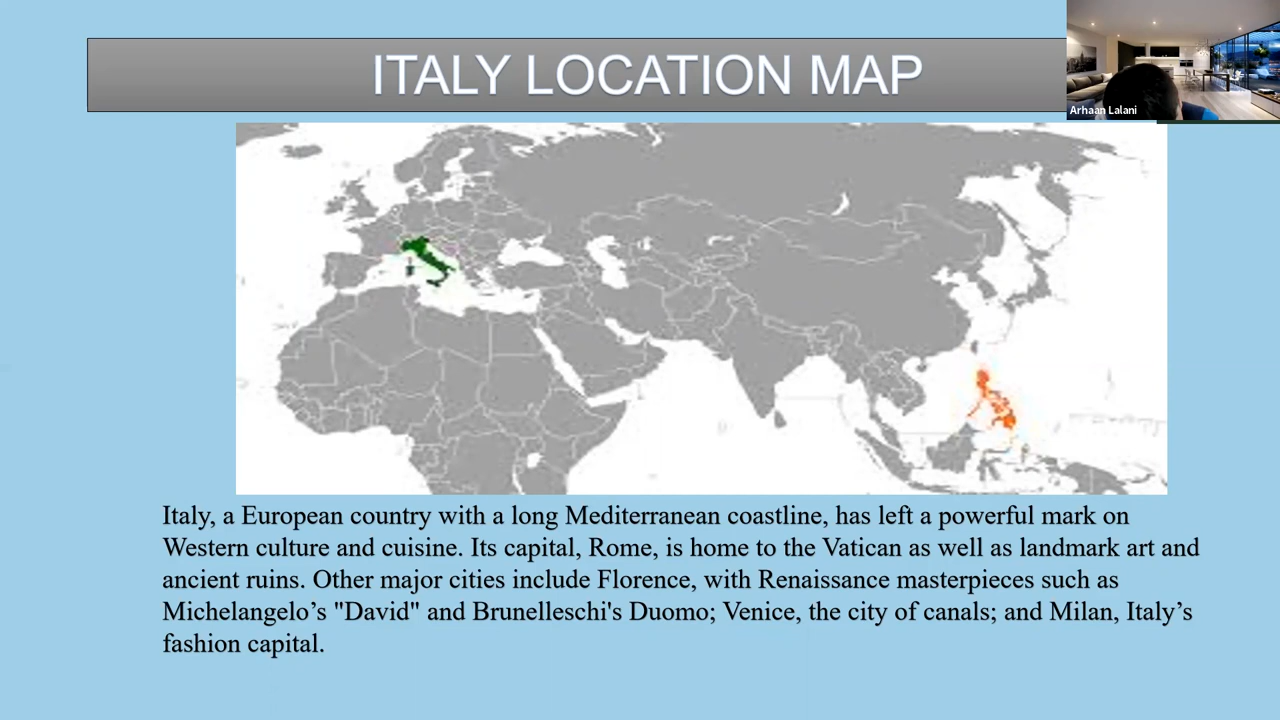 ITALY LOCATION MAP
Arhaan Lalani
Italy, a European country with a long Mediterranean coastline, has left a powerful mark on
Western culture and cuisine. Its capital, Rome, is home to the Vatican as well as landmark art and
ancient ruins. Other major cities include Florence, with Renaissance masterpieces such as
Michelangelo’s "David" and Brunelleschi's Duomo; Venice, the city of canals; and Milan, Italy’s
fashion capital.